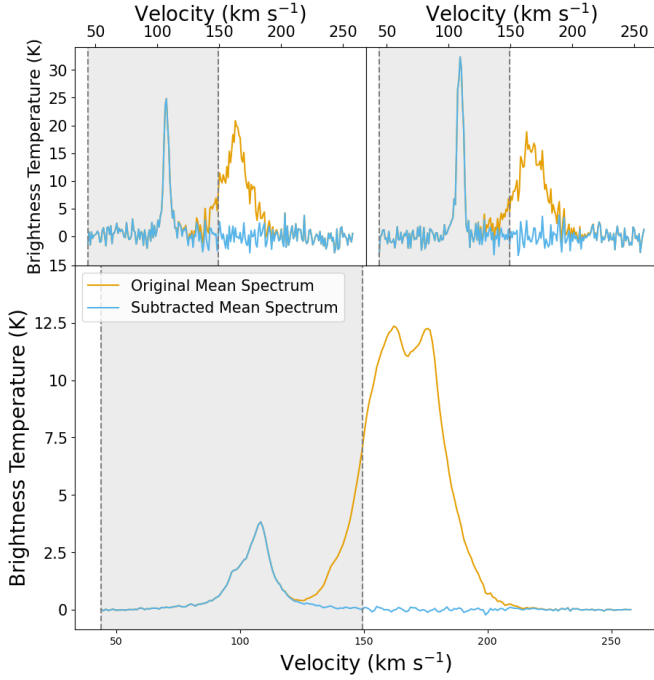 Velocity (km s⁻¹) Velocity (km s⁻¹)
50 100 150 200 250 50 100 150 200 250
Brightness Temperature (K)
30
25
20
15
10
5
0
15
Original Mean Spectrum
Subtracted Mean Spectrum
Brightness Temperature (K)
12.5
10
7.5
5
2.5
0
50 100 150 200 250
Velocity (km s⁻¹)